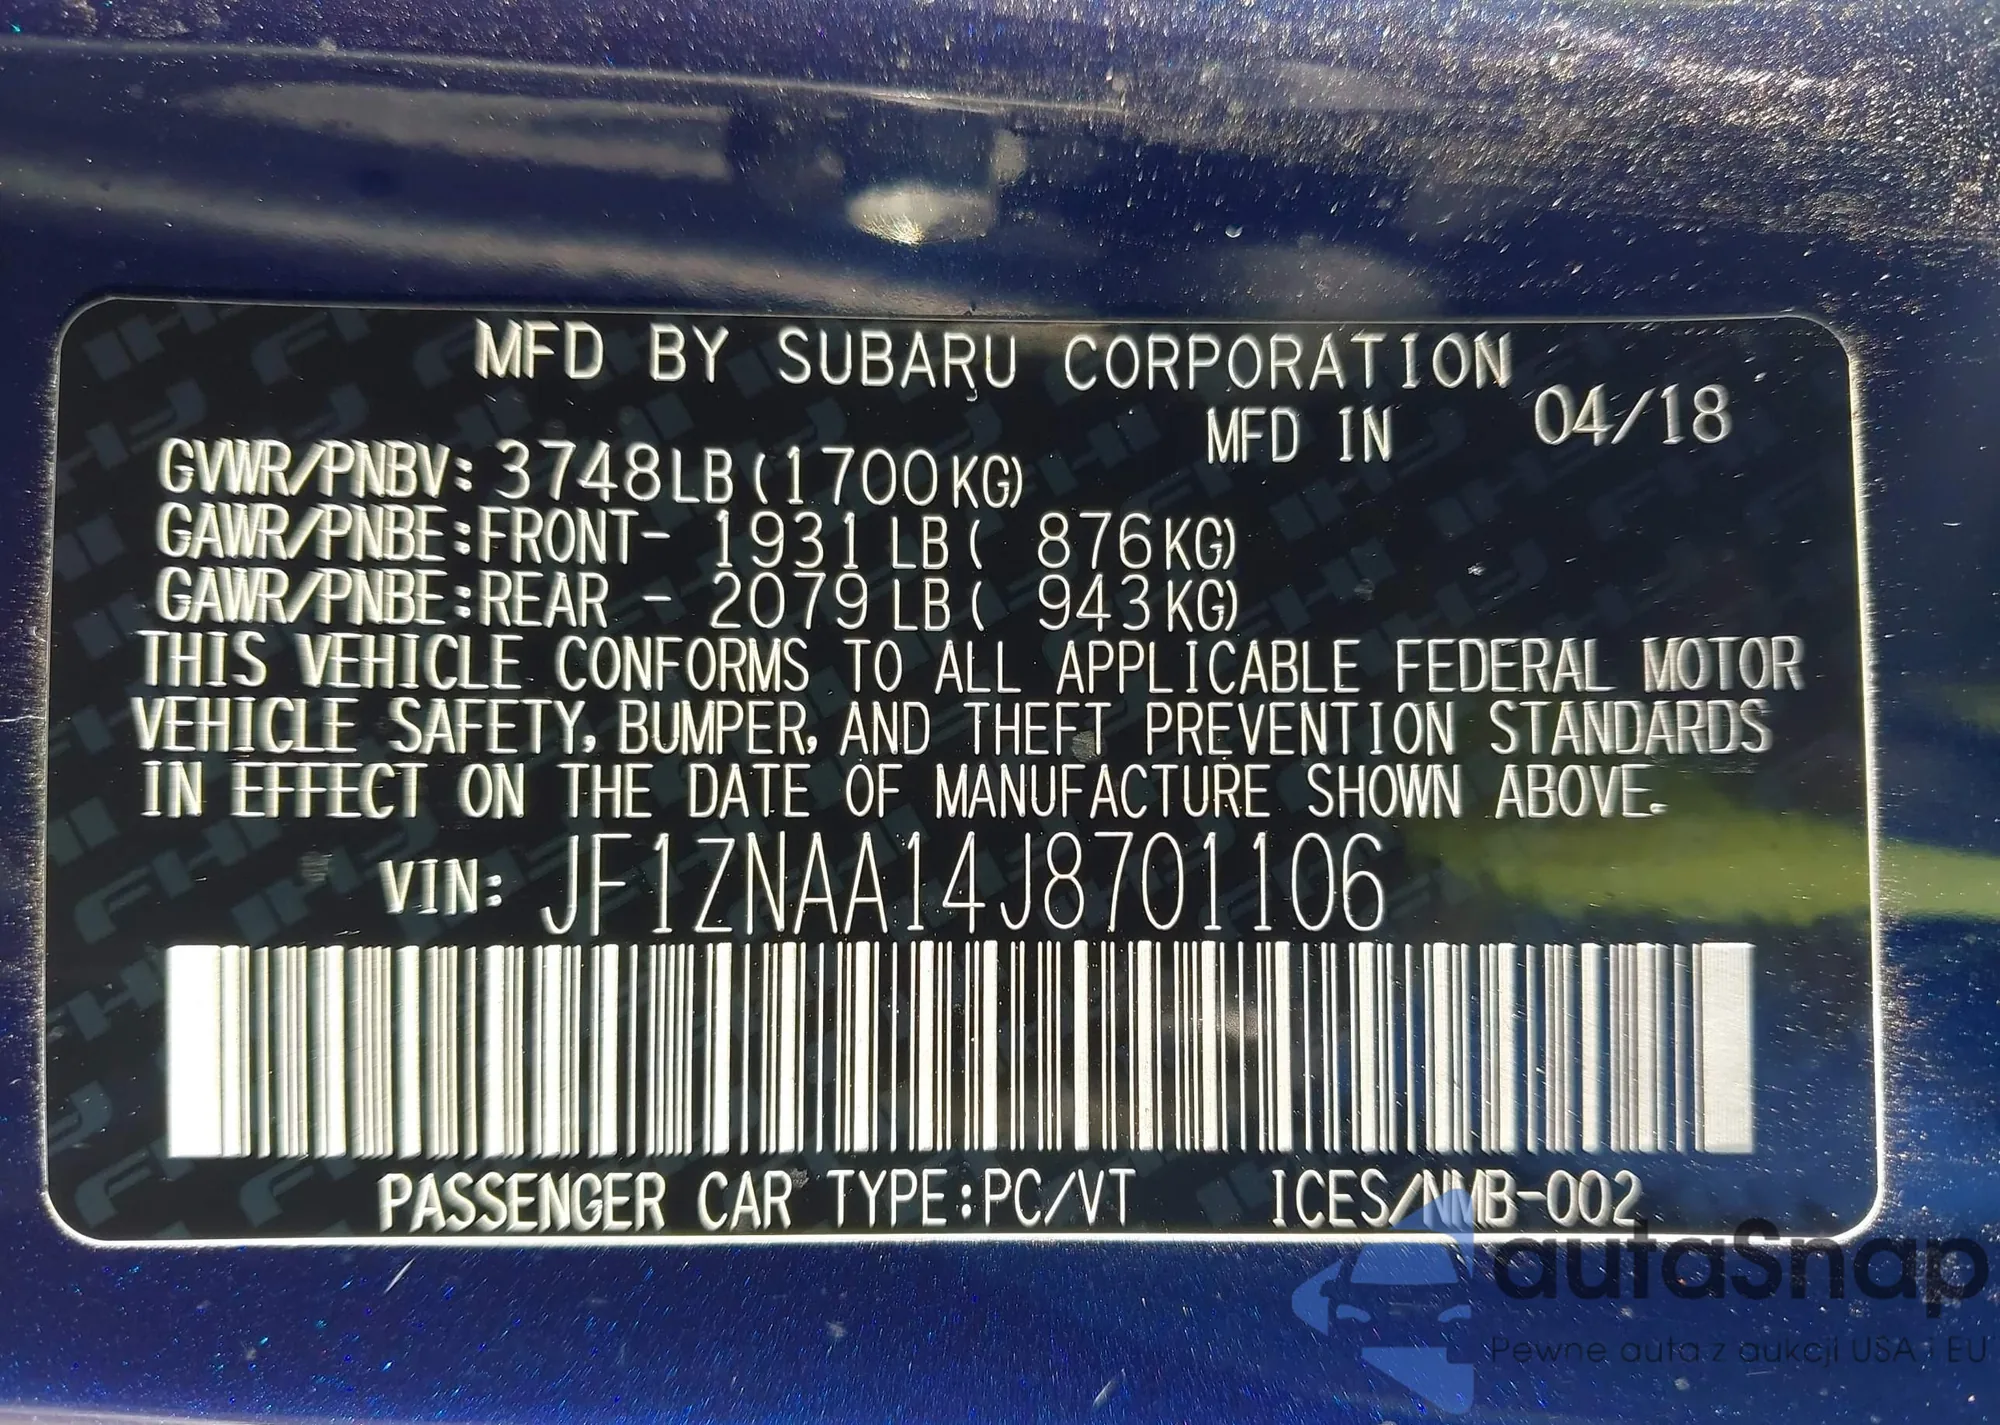 MFD BY SUBARU CORPORATION
MFD IN 04/18
GVWR/PNBV: 3748LB(1700KG)
GAWR/PNBE:FRONT- 1931 LB( 876KG)
GAWR/PNBE:REAR - 2079 LB( 943KG)
THIS VEHICLE CONFORMS TO ALL APPLICABLE FEDERAL MOTOR
VEHICLE SAFETY, BUMPER, AND THEFT PREVENTION STANDARDS
IN EFFECT ON THE DATE OF MANUFACTURE SHOWN ABOVE.
VIN: JF1ZNAA14J8701106
PASSENGER CAR TYPE:PC/VT ICES/NMB-002
autaSnap
Pewne auta z aukcji USA i EU